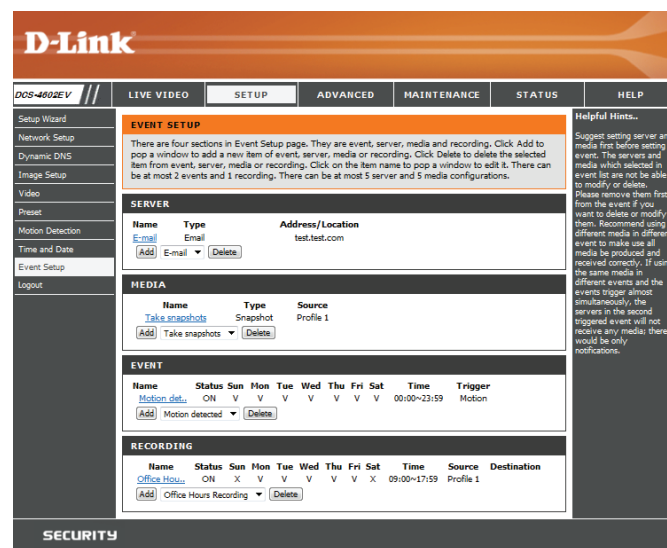 D-Link
DCS-4602EV // LIVE VIDEO SETUP ADVANCED MAINTENANCE STATUS HELP
Setup Wizard
Network Setup
Dynamic DNS
Image Setup
Video
Preset
Motion Detection
Time and Date
Event Setup
Logout
EVENT SETUP
There are four sections in Event Setup page. They are event, server, media and recording. Click Add to
pop a window to add a new item of event, server, media or recording. Click Delete to delete the selected
item from event, server, media or recording. Click on the item name to pop a window to edit it. There can
be at most 2 events and 1 recording. There can be at most 5 server and 5 media configurations.
SERVER
Name Type Address/Location
E-mail Email test.test.com
Add E-mail Delete
MEDIA
Name Type Source
Take snapshots Snapshot Profile 1
Add Take snapshots Delete
EVENT
Name Status Sun Mon Tue Wed Thu Fri Sat Time Trigger
Motion det.. ON V V V V V V V 00:00~23:59 Motion
Add Motion detected Delete
RECORDING
Name Status Sun Mon Tue Wed Thu Fri Sat Time Source Destination
Office Hou.. ON X V V V V V X 09:00~17:59 Profile 1
Add Office Hours Recording Delete
Helpful Hints..
Suggest setting server an
media first before setting
event. The servers and
media which selected in
event list are not be able
to modify or delete.
Please remove them first
from the event if you
want to delete or modify
them. Recommend using
different media in differen
event to make use all
media be produced and
received correctly. If usin
the same media in
different events and the
events trigger almost
simultaneously, the
servers in the second
triggered event will not
receive any media; there
would be only
notifications.
SECURITY